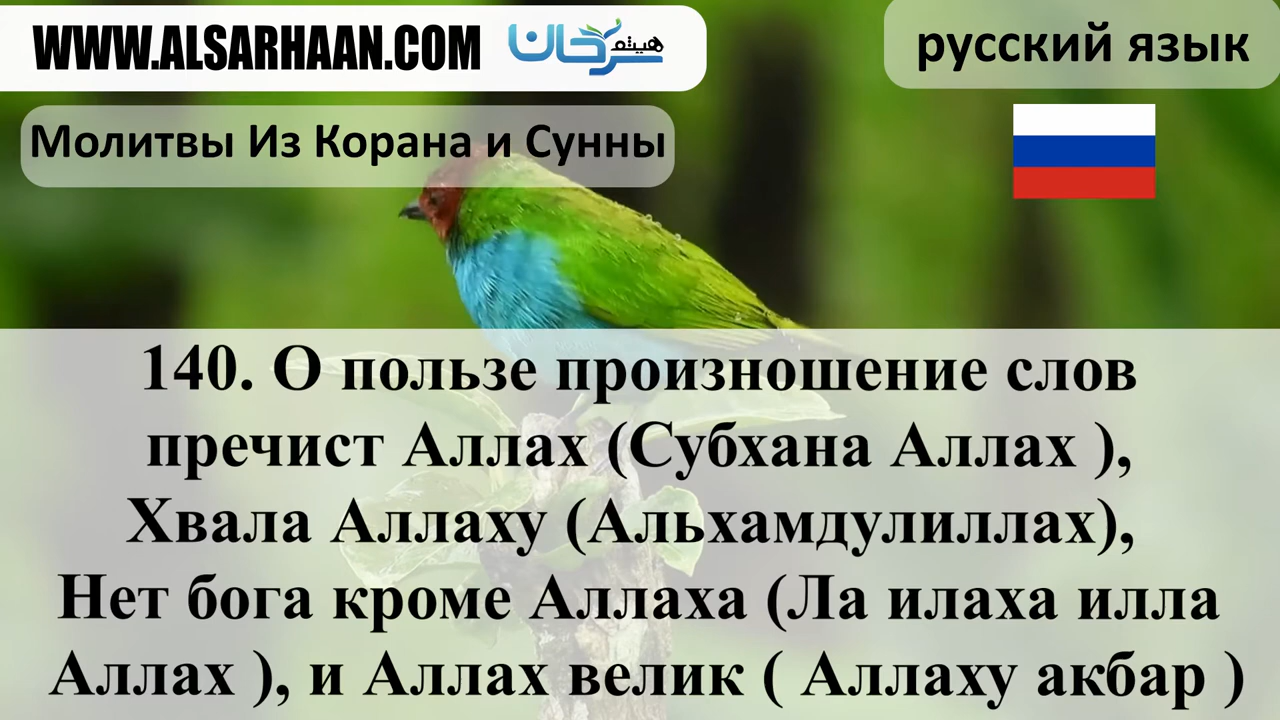 WWW.ALSARHAAN.COM
هيثم سرحان
русский язык
Молитвы Из Корана и Сунны
140. О пользе произношение слов
пречист Аллах (Субхана Аллах ),
Хвала Аллаху (Альхамдулиллах),
Нет бога кроме Аллаха (Ла илаха илла
Аллах ), и Аллах велик ( Аллаху акбар )